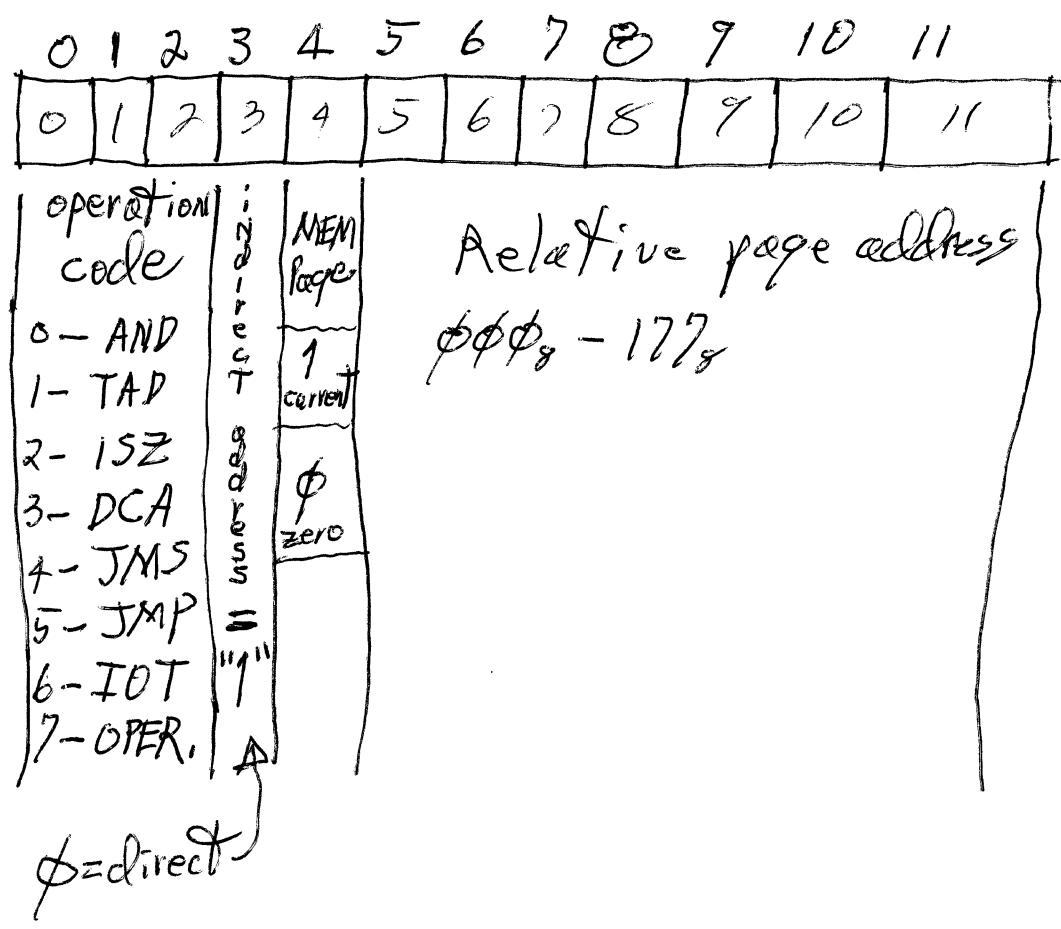 0 1 2 3 4 5 6 7 8 9 10 11
0 1 2 3 4 5 6 7 8 9 10 11
operation
code
0- AND
1- TAD
2- ISZ
3- DCA
4- JMS
5- JMP
6- IOT
7- OPER.
indirect address = "1"
ϕ=direct
MEM
Page
1
current
ϕ
zero
Relative page address
ϕϕϕ₈ - 177₈